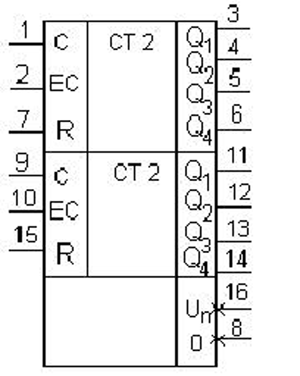 1 C CT 2 Q1 3
2 EC Q2 4
Q3 5
7 R Q4 6
9 C CT 2 Q1 11
10 EC Q2 12
15 R Q3 13
Q4 14
Un 16
0 8